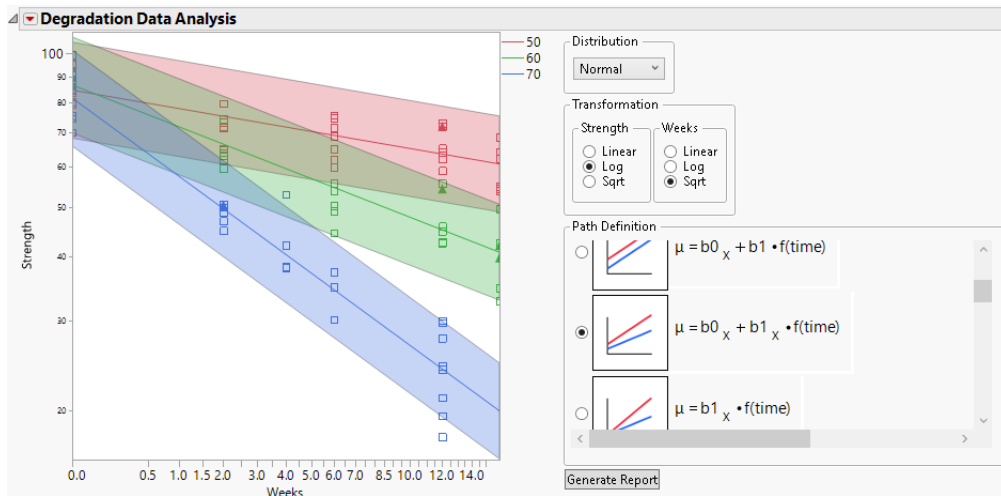 Degradation Data Analysis
100
90
80
70
60
50
40
30
20
Strength
0.0 0.5 1.0 1.5 2.0 3.0 4.0 5.0 6.0 7.0 8.5 10.0 12.0 14.0
Weeks
50
60
70
Distribution
Normal
Transformation
Strength Weeks
Linear Linear
Log Log
Sqrt Sqrt
Path Definition
μ = b0 X + b1 • f(time)
μ = b0 X + b1 X • f(time)
μ = b1 X • f(time)
Generate Report